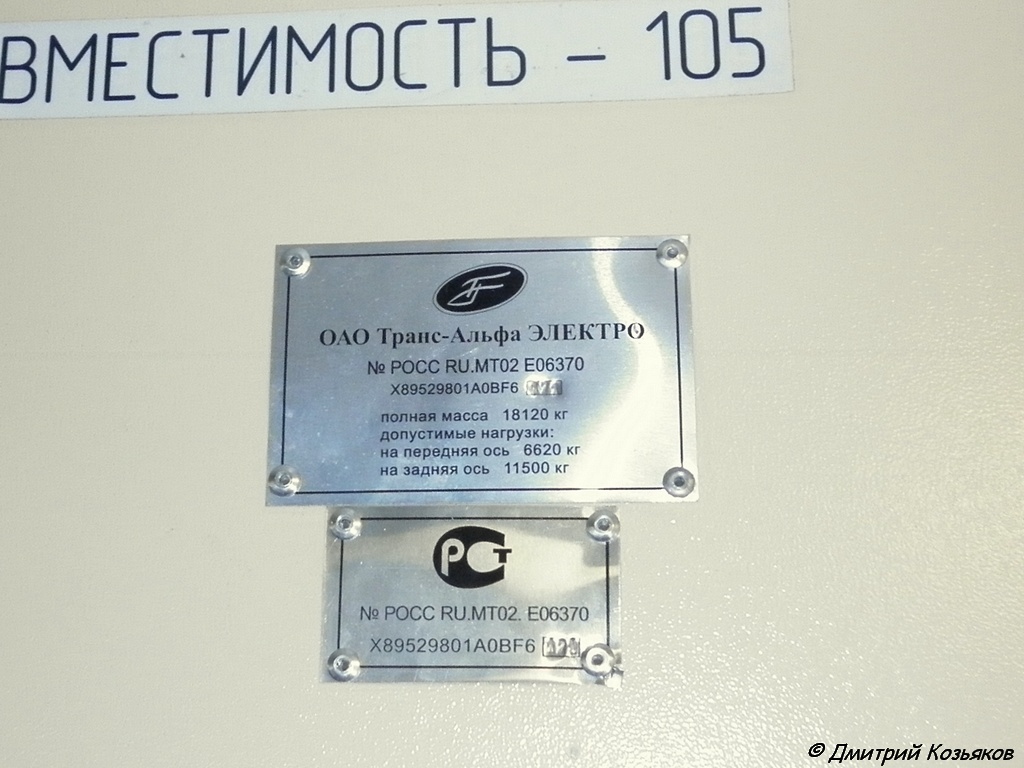 ВМЕСТИМОСТЬ – 105
ОАО Транс-Альфа ЭЛЕКТРО
№ РОСС RU.МТ02 Е06370
X89529801A0BF6
полная масса 18120 кг
допустимые нагрузки:
на передняя ось 6620 кг
на задняя ось 11500 кг
РСТ
№ РОСС RU.МТ02. Е06370
X89529801A0BF6
© Дмитрий Козьяков